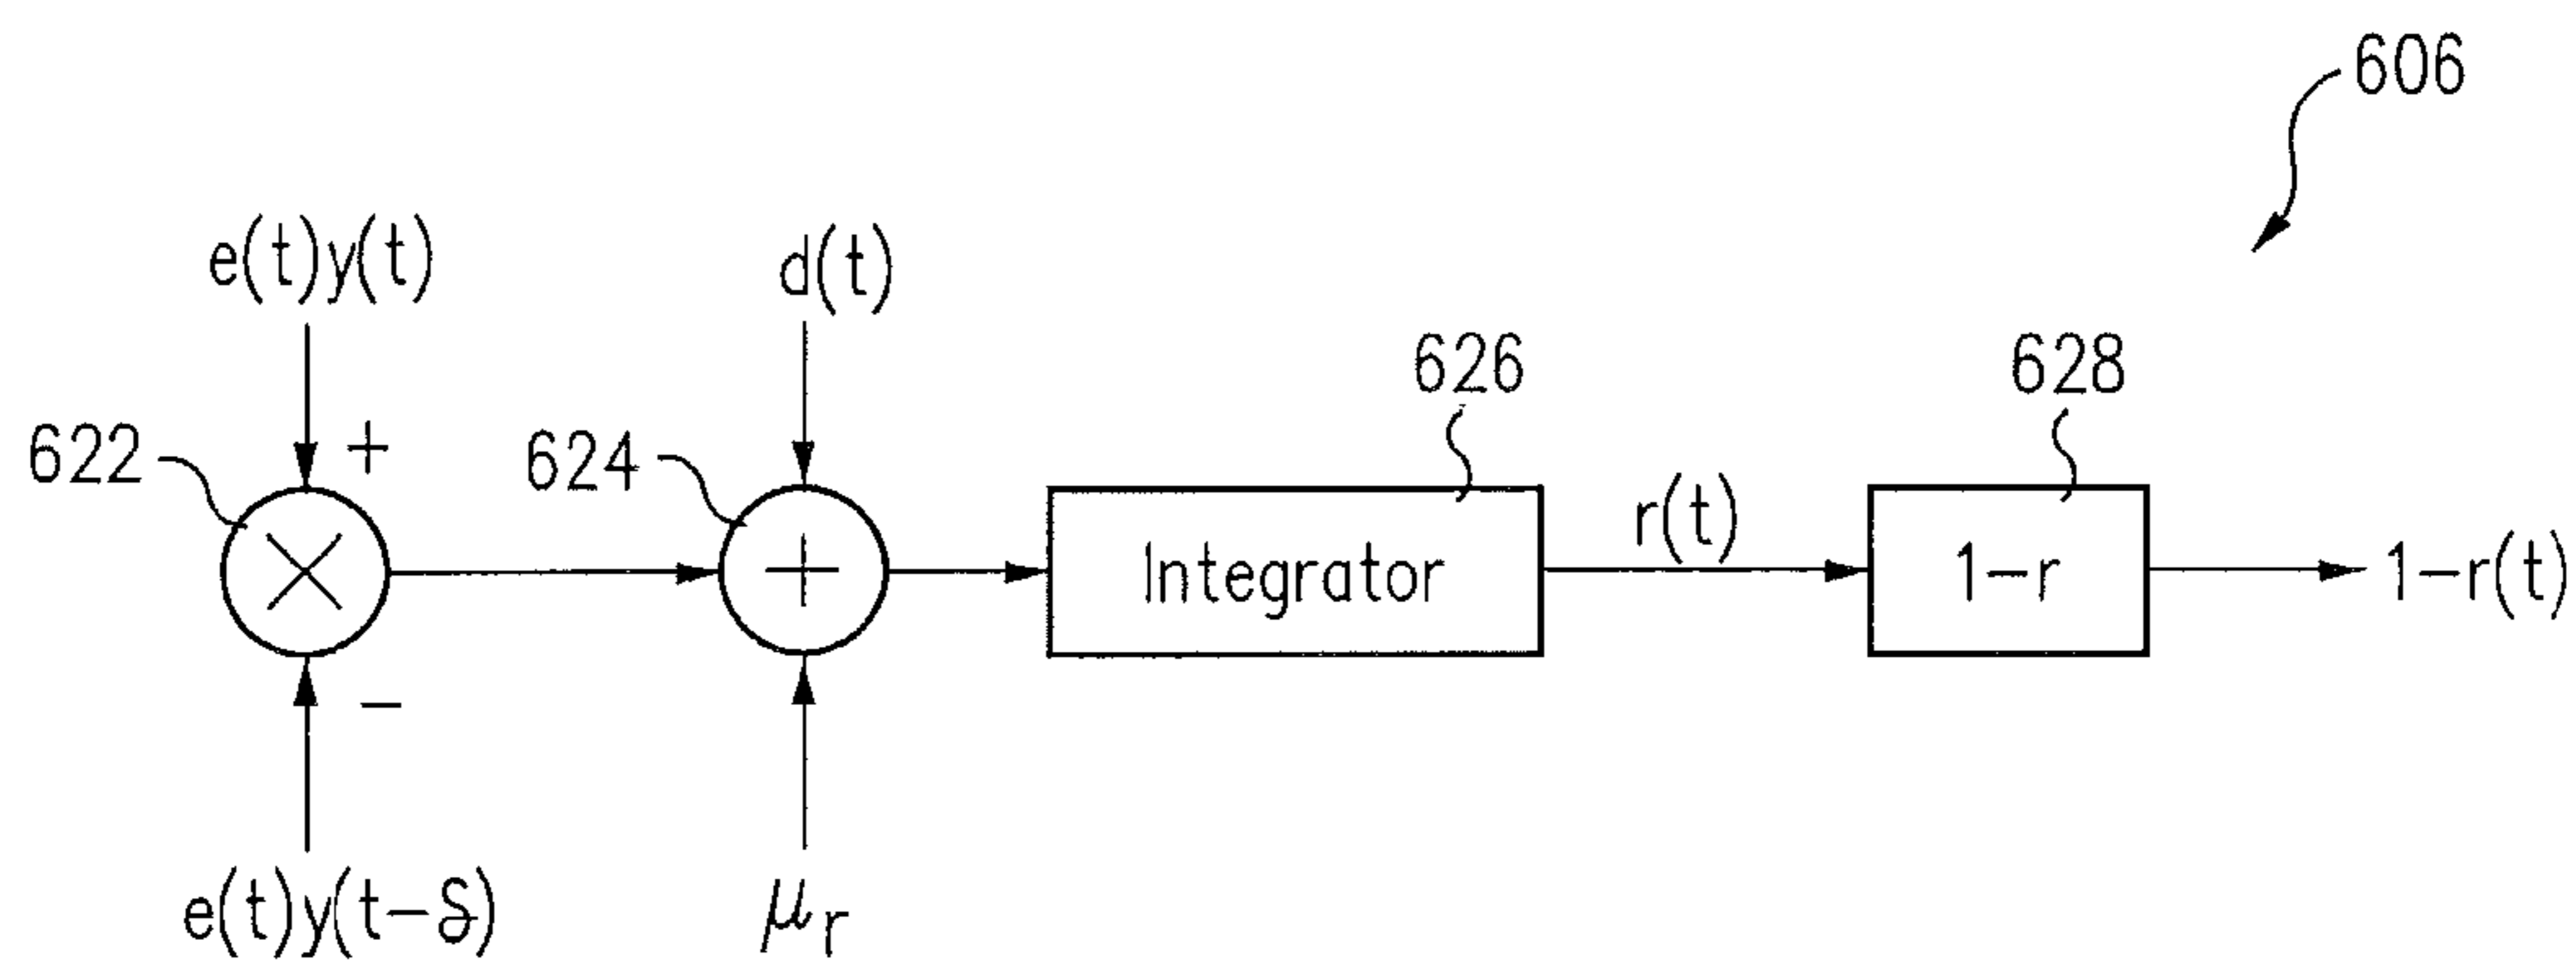 606
e(t)y(t)
d(t)
626
628
622
+
624
r(t)
×
+
Integrator
1-r
1-r(t)
-
e(t)y(t-δ)
μr